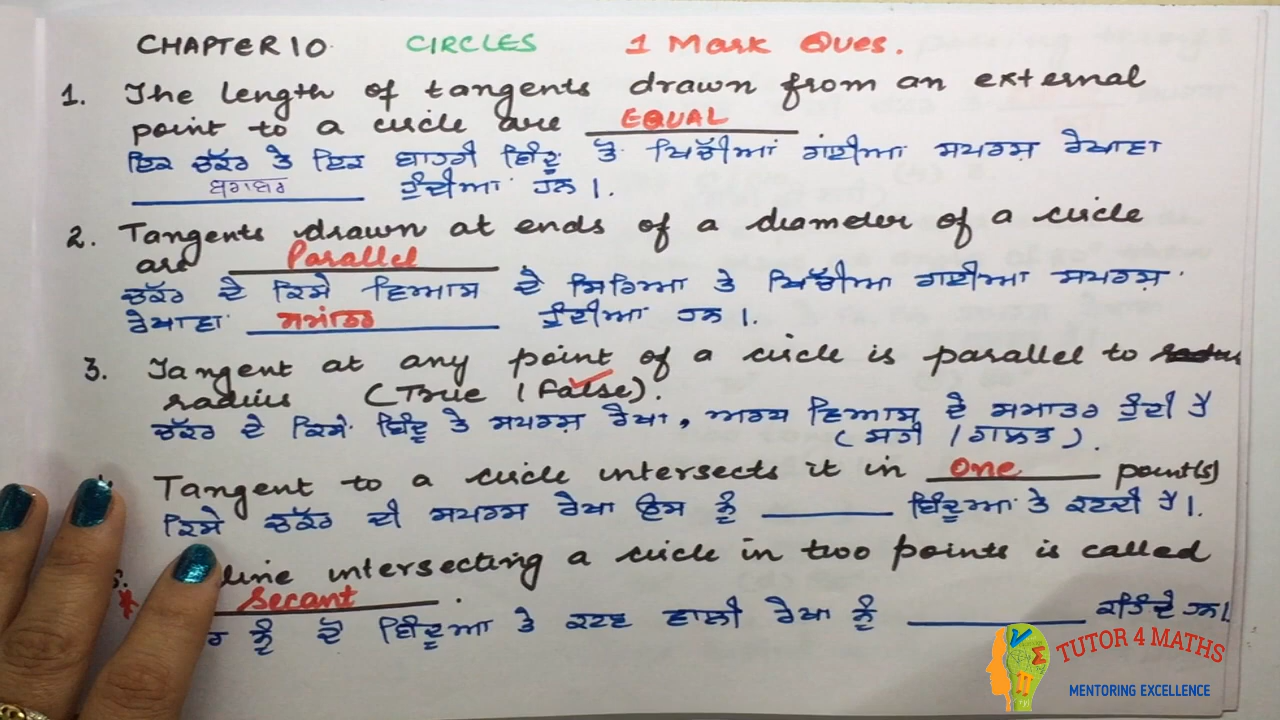 CHAPTER 10. CIRCLES 1 Mark Ques.
1. The length of tangents drawn from an external
point to a circle are EQUAL
ਇਕ ਚੱਕਰ ਤੇ ਇਕ ਬਾਹਰੀ ਬਿੰਦੂ ਤੋਂ ਖਿੱਚੀਆਂ ਗਈਆ ਸਪਰਸ਼ ਰੇਖਾਵਾ
ਬਰਾਬਰ ਹੁੰਦੀਆ ਹਨ।
2. Tangents drawn at ends of a diameter of a circle
are Parallel
ਚੱਕਰ ਦੇ ਕਿਸੇ ਵਿਆਸ ਦੇ ਸਿਰਿਆ ਤੇ ਖਿੱਚੀਆ ਗਈਆ ਸਪਰਸ਼
ਰੇਖਾਵਾ ਸਮਾਂਤਰ ਹੁੰਦੀਆ ਹਨ।
3. Tangent at any point of a circle is parallel to
radius (True / False).
ਚੱਕਰ ਦੇ ਕਿਸੇ ਬਿੰਦੂ ਤੇ ਸਪਰਸ਼ ਰੇਖਾ, ਅਰਧ ਵਿਆਸ ਦੇ ਸਮਾਤਰ ਹੁੰਦੀ ਹੈ
(ਸਹੀ / ਗਲਤ).
Tangent to a circle intersects it in One point(s)
ਕਿਸੇ ਚੱਕਰ ਦੀ ਸਪਰਸ਼ ਰੇਖਾ ਉਸ ਨੂੰ ਬਿੰਦੂਆਂ ਤੇ ਕਟਦੀ ਹੈ।
5. line intersecting a circle in two points is called
* Secant.
ਨੂੰ ਦੋ ਬਿੰਦੂਆ ਤੇ ਕਟਣ ਵਾਲੀ ਰੇਖਾ ਨੂੰ ਕਹਿੰਦੇ ਹਨ।
TUTOR 4 MATHS
MENTORING EXCELLENCE